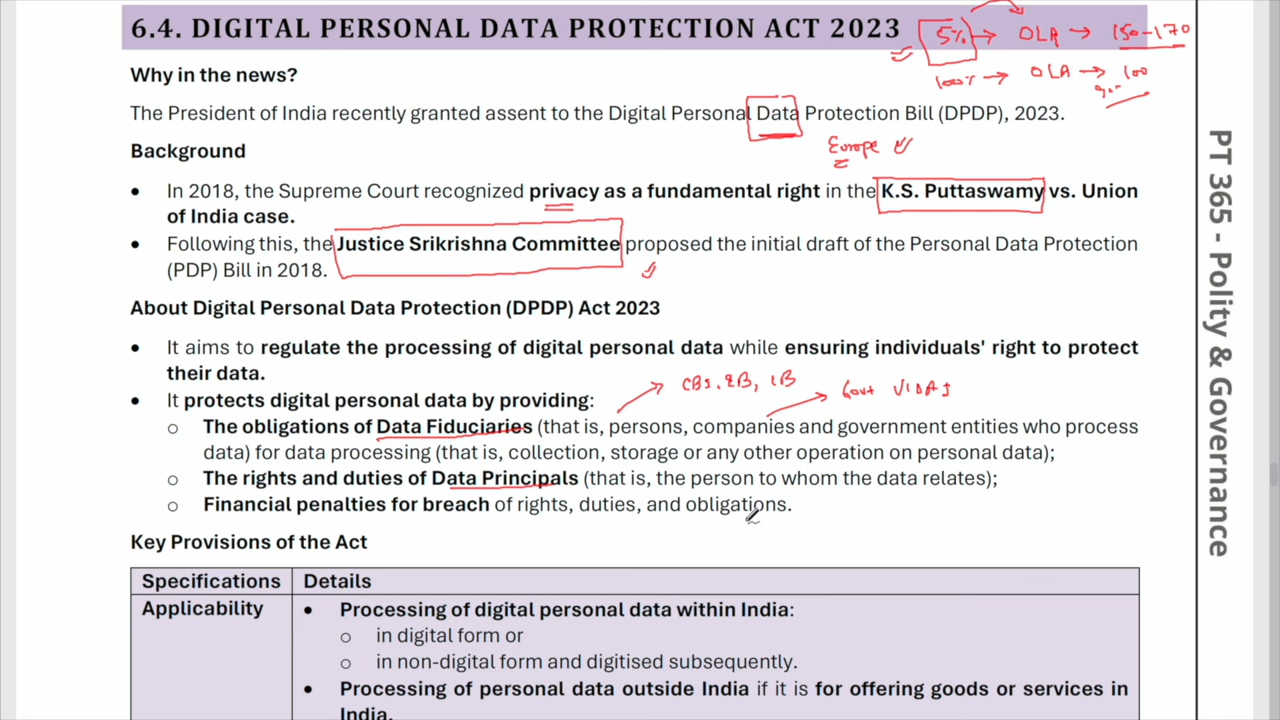 6.4. DIGITAL PERSONAL DATA PROTECTION ACT 2023
5% → OLA → 150-170
100% → OLA → 100
Why in the news?
The President of India recently granted assent to the Digital Personal Data Protection Bill (DPDP), 2023.
Europe
Background
• In 2018, the Supreme Court recognized privacy as a fundamental right in the K.S. Puttaswamy vs. Union
of India case.
• Following this, the Justice Srikrishna Committee proposed the initial draft of the Personal Data Protection
(PDP) Bill in 2018.
About Digital Personal Data Protection (DPDP) Act 2023
• It aims to regulate the processing of digital personal data while ensuring individuals' right to protect
their data.
CBI, IB
Govt UIDAI
• It protects digital personal data by providing:
o The obligations of Data Fiduciaries (that is, persons, companies and government entities who process
data) for data processing (that is, collection, storage or any other operation on personal data);
o The rights and duties of Data Principals (that is, the person to whom the data relates);
o Financial penalties for breach of rights, duties, and obligations.
Key Provisions of the Act
Specifications Details
Applicability • Processing of digital personal data within India:
o in digital form or
o in non-digital form and digitised subsequently.
• Processing of personal data outside India if it is for offering goods or services in
India.
PT 365 - Polity & Governance